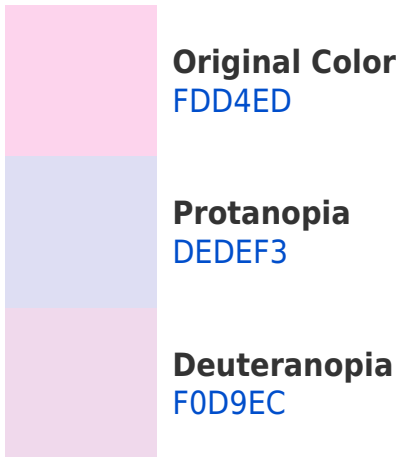 Original Color
FDD4ED
Protanopia
DEDEF3
Deuteranopia
F0D9EC